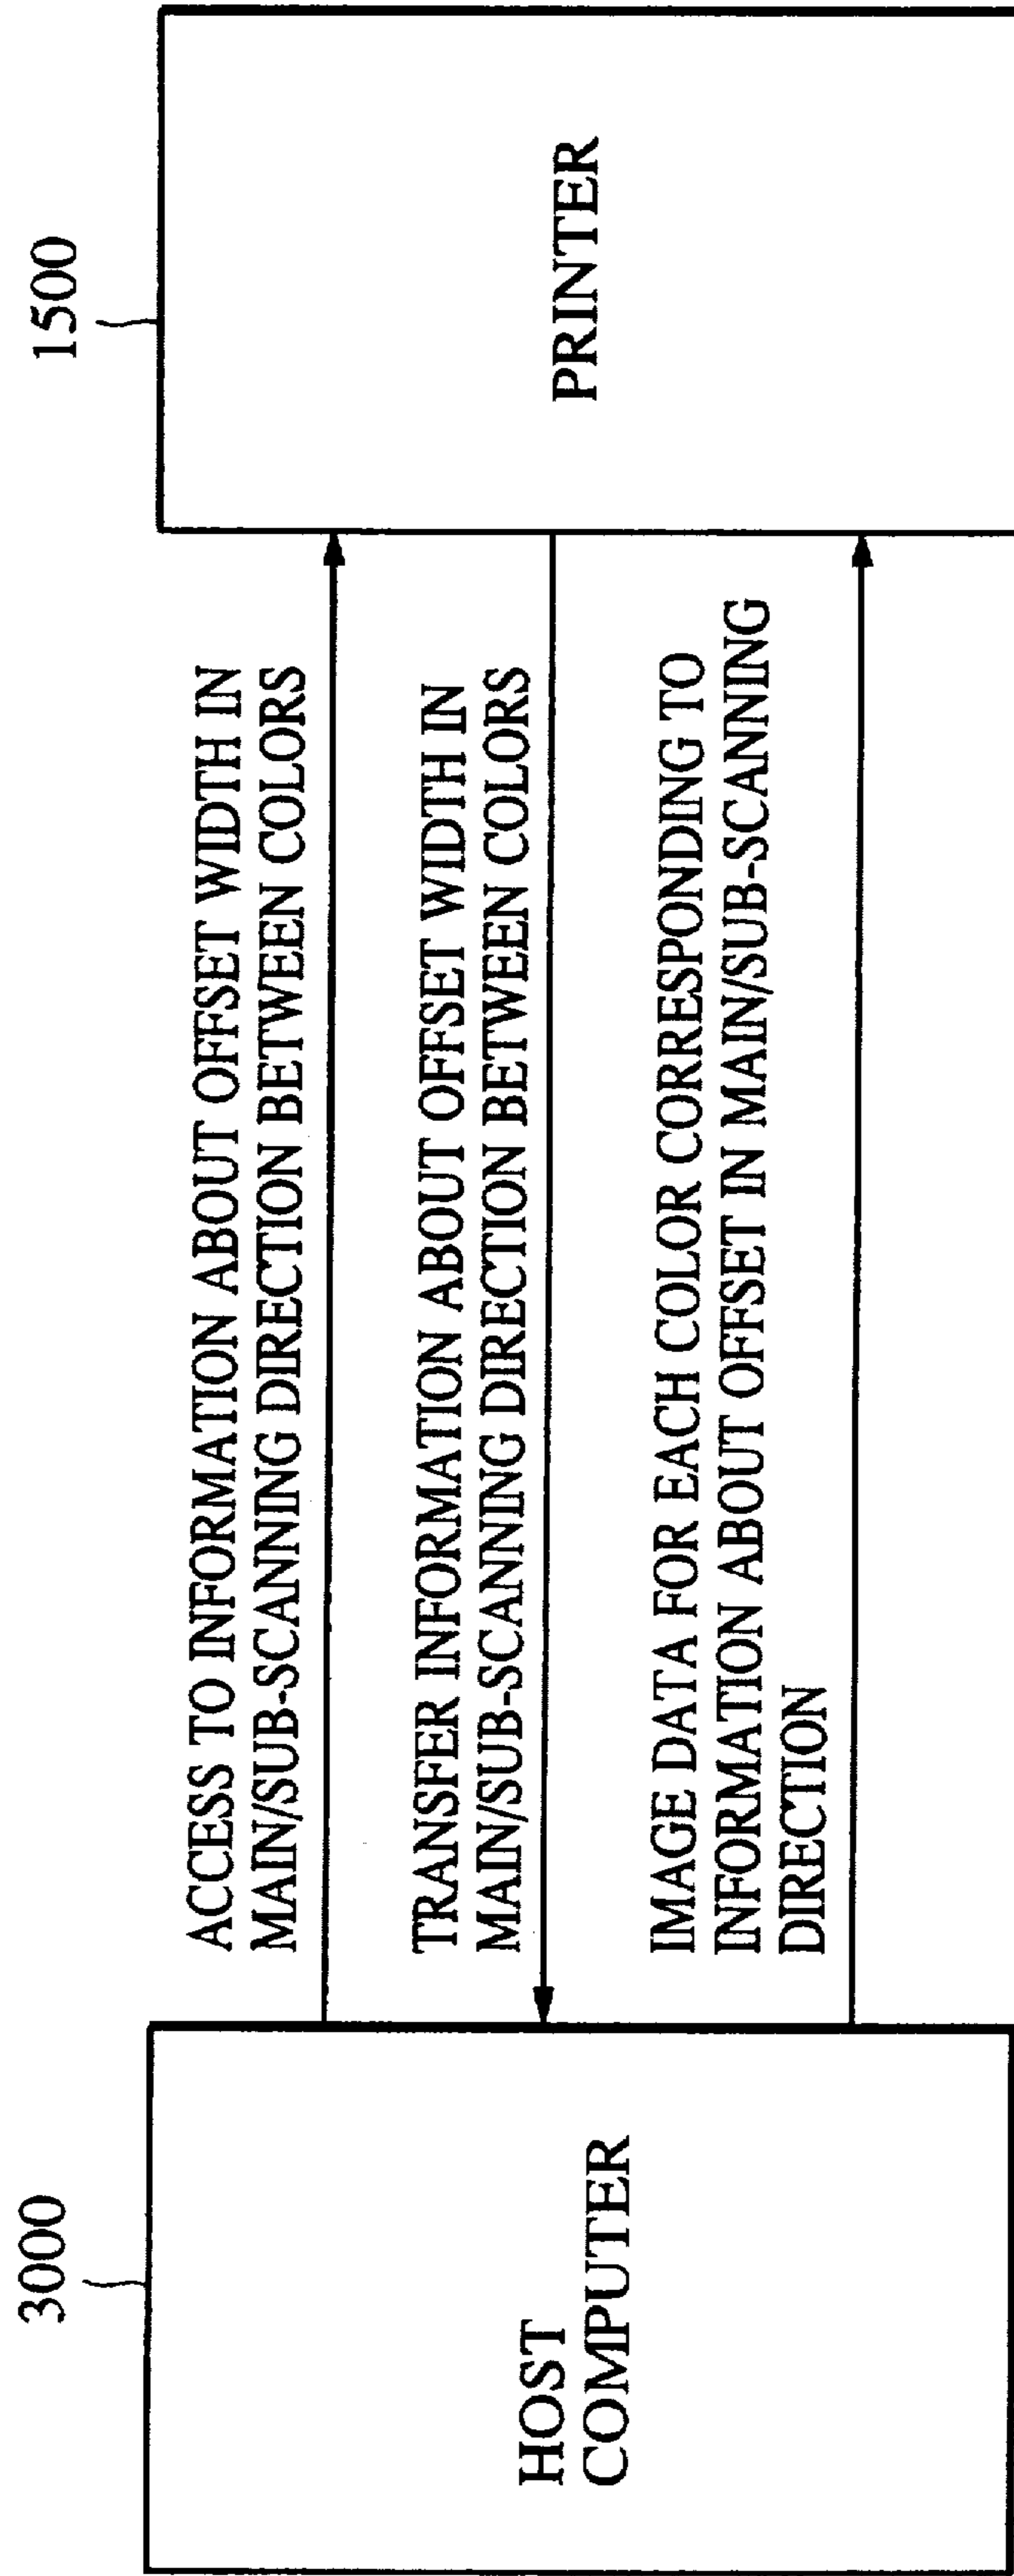 3000
1500
HOST
COMPUTER
ACCESS TO INFORMATION ABOUT OFFSET WIDTH IN
MAIN/SUB-SCANNING DIRECTION BETWEEN COLORS
TRANSFER INFORMATION ABOUT OFFSET WIDTH IN
MAIN/SUB-SCANNING DIRECTION BETWEEN COLORS
IMAGE DATA FOR EACH COLOR CORRESPONDING TO
INFORMATION ABOUT OFFSET IN MAIN/SUB-SCANNING
DIRECTION
PRINTER